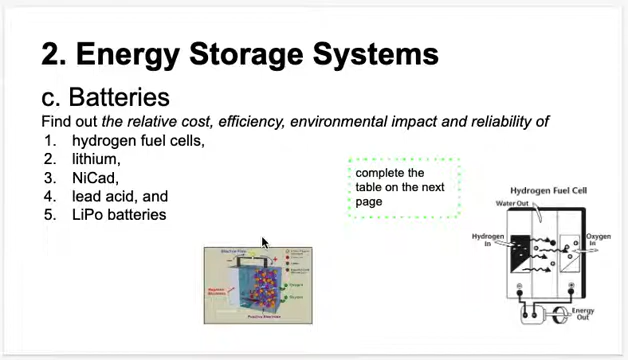 2. Energy Storage Systems
c. Batteries
Find out the relative cost, efficiency, environmental impact and reliability of
1. hydrogen fuel cells,
2. lithium,
3. NiCad,
4. lead acid, and
5. LiPo batteries
complete the
table on the next
page
Hydrogen Fuel Cell
Water Out
Hydrogen
In
Oxygen
In
Energy
Out